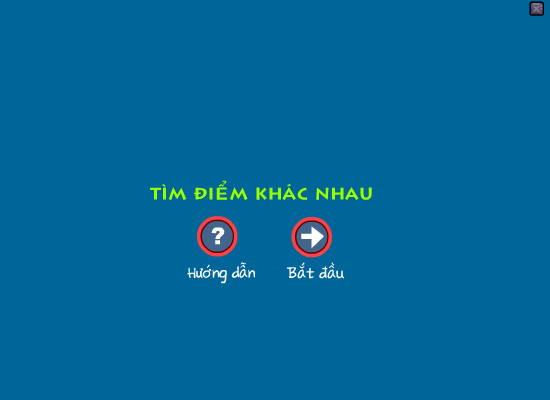 TÌM ĐIỂM KHÁC NHAU
?
Hướng dẫn
Bắt đầu